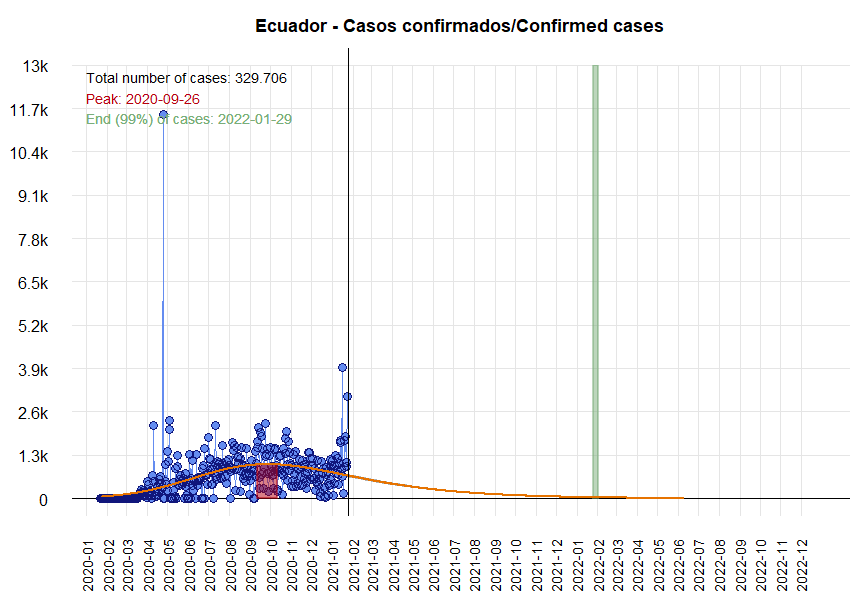 Ecuador - Casos confirmados/Confirmed cases
13k
11.7k
10.4k
9.1k
7.8k
6.5k
5.2k
3.9k
2.6k
1.3k
0
Total number of cases: 329.706
Peak: 2020-09-26
End (99%) of cases: 2022-01-29
2020-01
2020-02
2020-03
2020-04
2020-05
2020-06
2020-07
2020-08
2020-09
2020-10
2020-11
2020-12
2021-01
2021-02
2021-03
2021-04
2021-05
2021-06
2021-07
2021-08
2021-09
2021-10
2021-11
2021-12
2022-01
2022-02
2022-03
2022-04
2022-05
2022-06
2022-07
2022-08
2022-09
2022-10
2022-11
2022-12